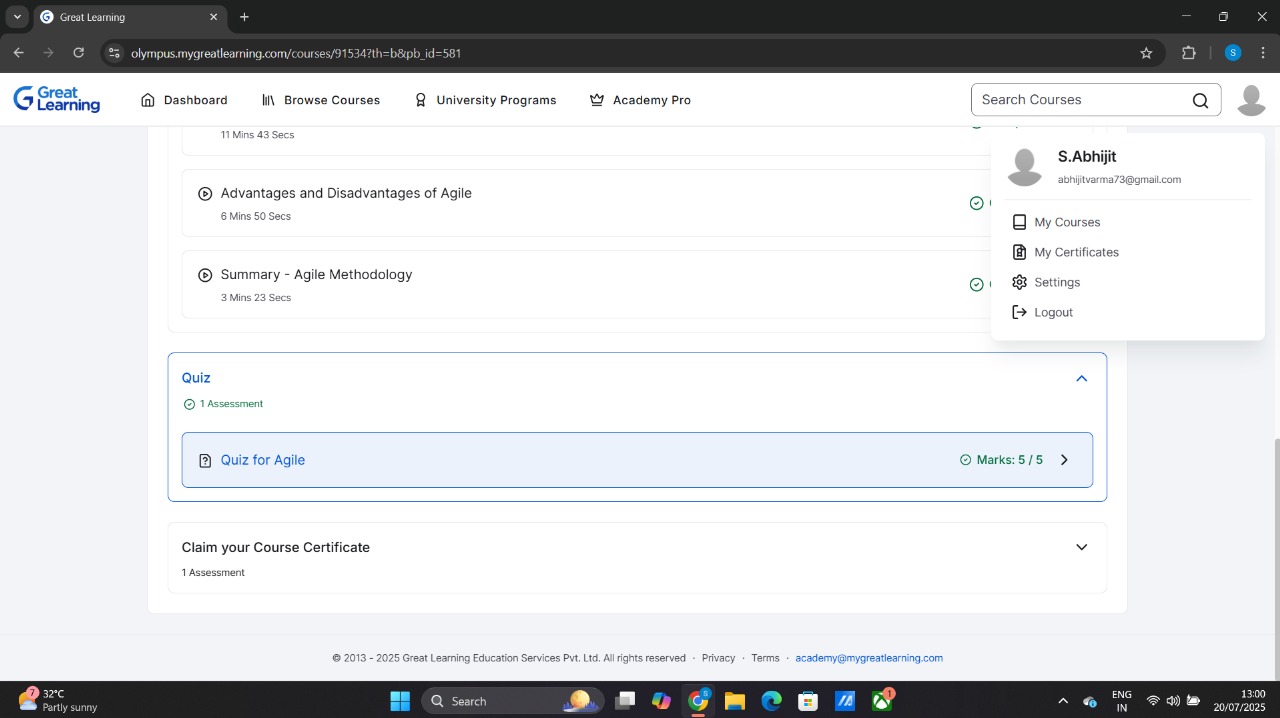 Great Learning
olympus.mygreatlearning.com/courses/91534?th=b&pb_id=581
S
Great Learning
Dashboard
Browse Courses
University Programs
Academy Pro
Search Courses
11 Mins 43 Secs
Advantages and Disadvantages of Agile
6 Mins 50 Secs
Summary - Agile Methodology
3 Mins 23 Secs
S.Abhijit
abhijitvarma73@gmail.com
My Courses
My Certificates
Settings
Logout
Quiz
1 Assessment
Quiz for Agile
Marks: 5 / 5
Claim your Course Certificate
1 Assessment
© 2013 - 2025 Great Learning Education Services Pvt. Ltd. All rights reserved · Privacy · Terms · academy@mygreatlearning.com
7
32°C
Partly sunny
Search
S
1
ENG
IN
13:00
20/07/2025